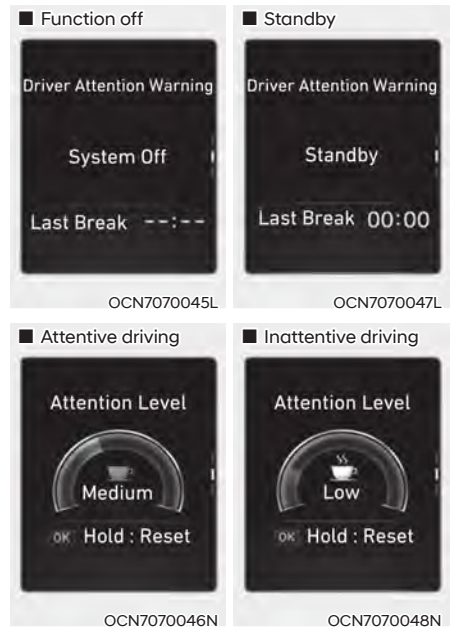 ■ Function off
Driver Attention Warning
System Off
Last Break --:--
OCN7070045L
■ Standby
Driver Attention Warning
Standby
Last Break 00:00
OCN7070047L
■ Attentive driving
Attention Level
Medium
OK Hold : Reset
OCN7070046N
■ Inattentive driving
Attention Level
Low
OK Hold : Reset
OCN7070048N